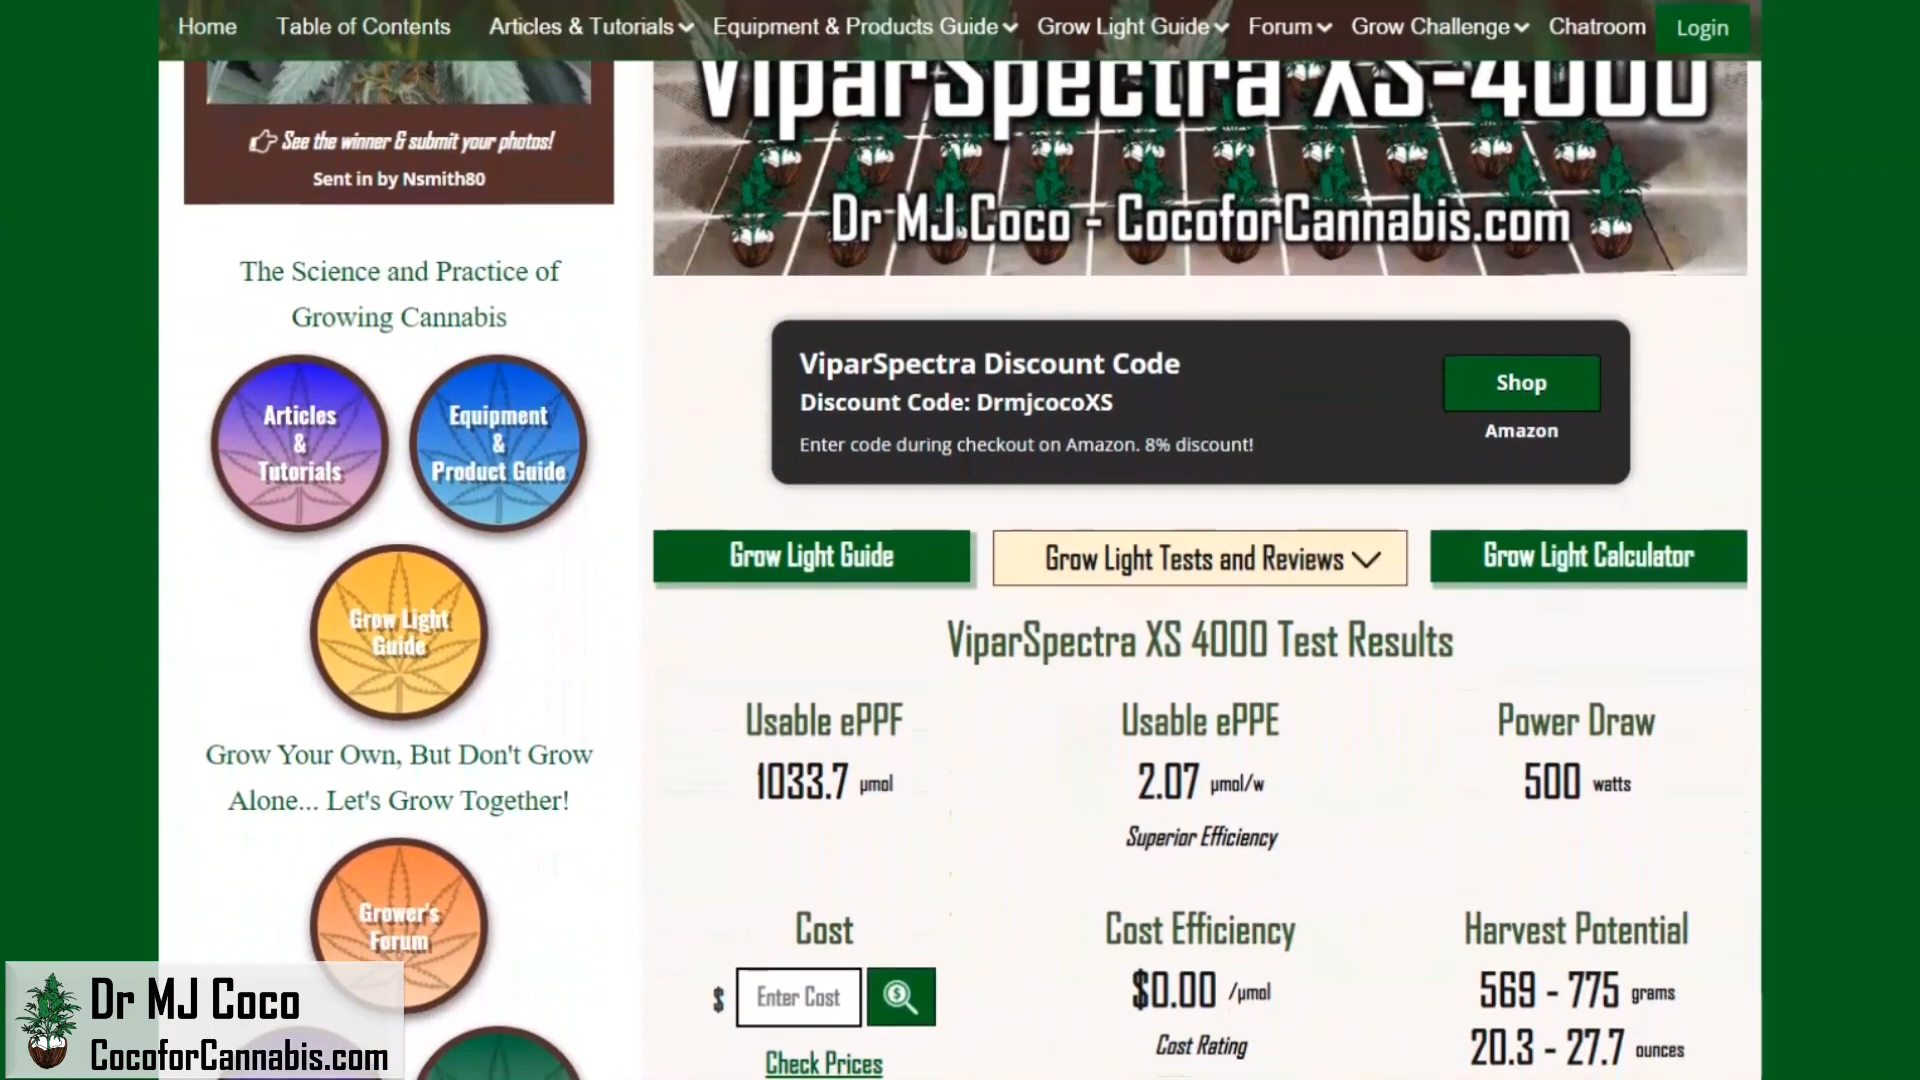 Home
Table of Contents
Articles & Tutorials
Equipment & Products Guide
Grow Light Guide
Forum
Grow Challenge
Chatroom
Login
See the winner & submit your photos!
Sent in by Nsmith80
The Science and Practice of
Growing Cannabis
Articles
&
Tutorials
Equipment
&
Product Guide
Grow Light
Guide
Grow Your Own, But Don't Grow
Alone... Let's Grow Together!
Grower's
Forum
ViparSpectra XS-4000
Dr MJ Coco - CocoforCannabis.com
ViparSpectra Discount Code
Discount Code: DrmjcocoXS
Enter code during checkout on Amazon. 8% discount!
Shop
Amazon
Grow Light Guide
Grow Light Tests and Reviews
Grow Light Calculator
ViparSpectra XS 4000 Test Results
Usable ePPF
1033.7 µmol
Usable ePPE
2.07 µmol/w
Superior Efficiency
Power Draw
500 watts
Cost
$ Enter Cost
Check Prices
Cost Efficiency
$0.00 /µmol
Cost Rating
Harvest Potential
569 - 775 grams
20.3 - 27.7 ounces
Dr MJ Coco
CocoforCannabis.com